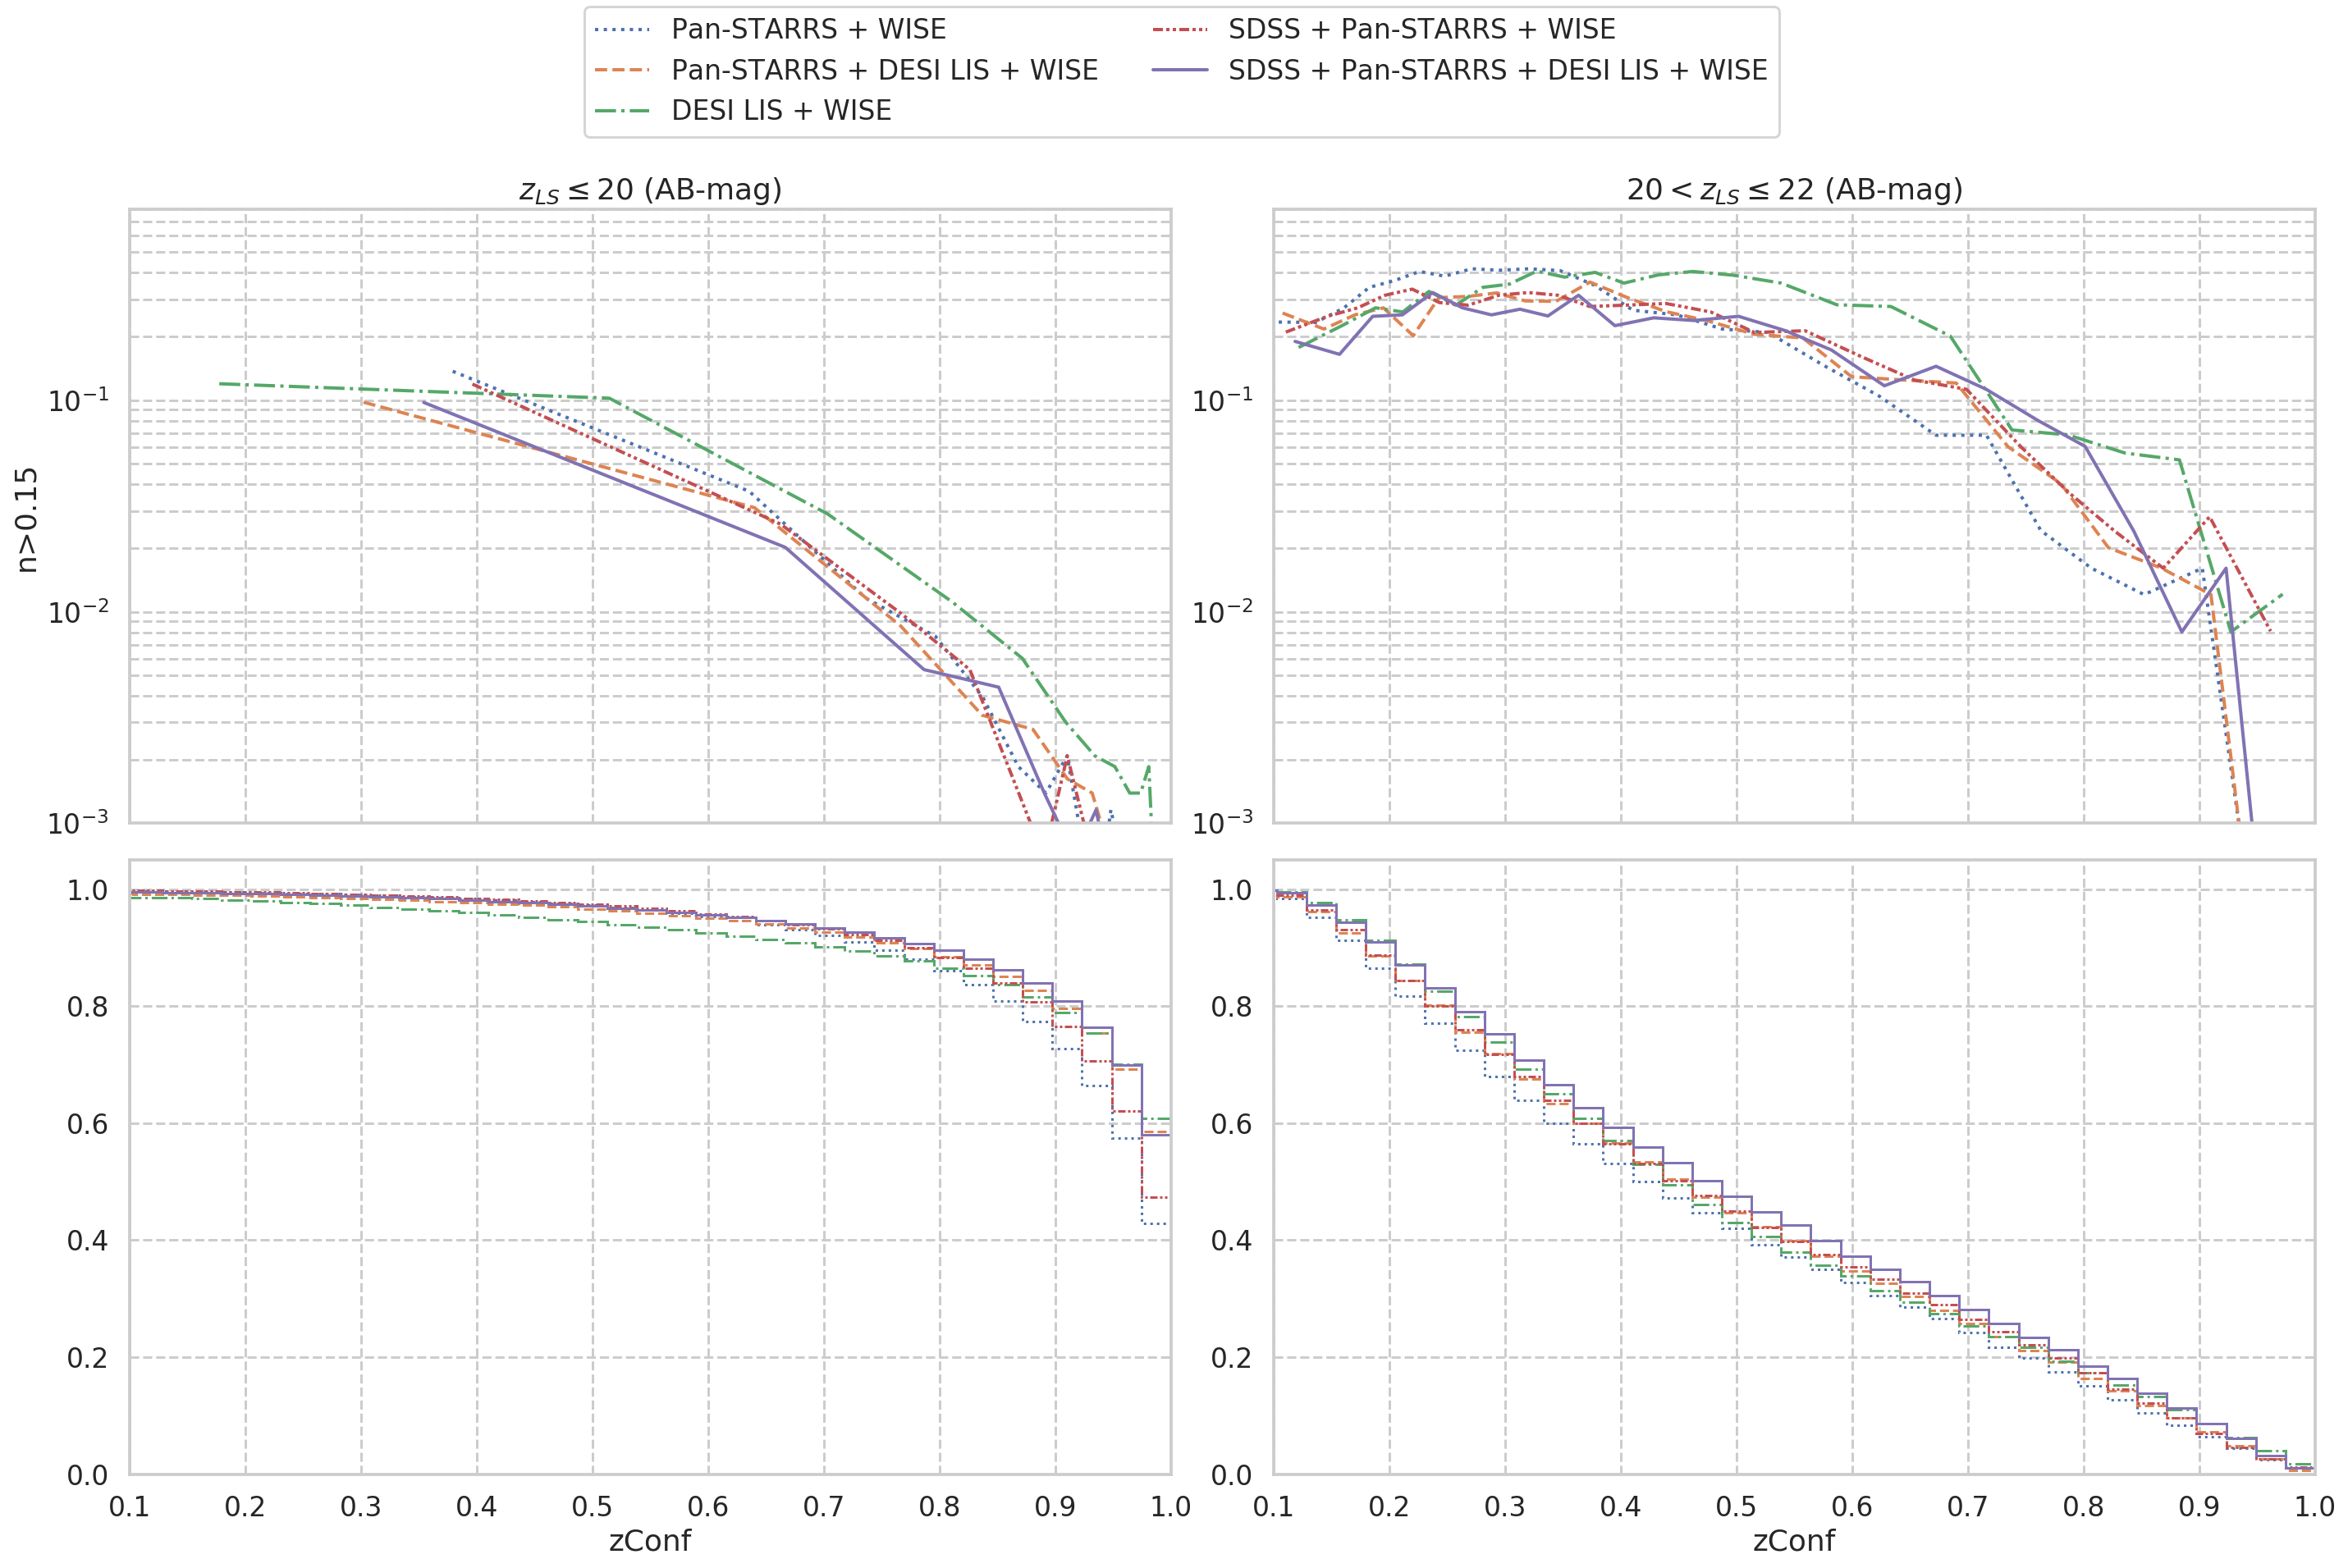 Pan-STARRS + WISE
Pan-STARRS + DESI LIS + WISE
DESI LIS + WISE
SDSS + Pan-STARRS + WISE
SDSS + Pan-STARRS + DESI LIS + WISE
z_{LS} ≤ 20 (AB-mag)
20 < z_{LS} ≤ 22 (AB-mag)
n>0.15
10^{-1}
10^{-2}
10^{-3}
10^{-1}
10^{-2}
10^{-3}
1.0
0.8
0.6
0.4
0.2
0.0
0.1 0.2 0.3 0.4 0.5 0.6 0.7 0.8 0.9 1.0
zConf
1.0
0.8
0.6
0.4
0.2
0.0
0.1 0.2 0.3 0.4 0.5 0.6 0.7 0.8 0.9 1.0
zConf